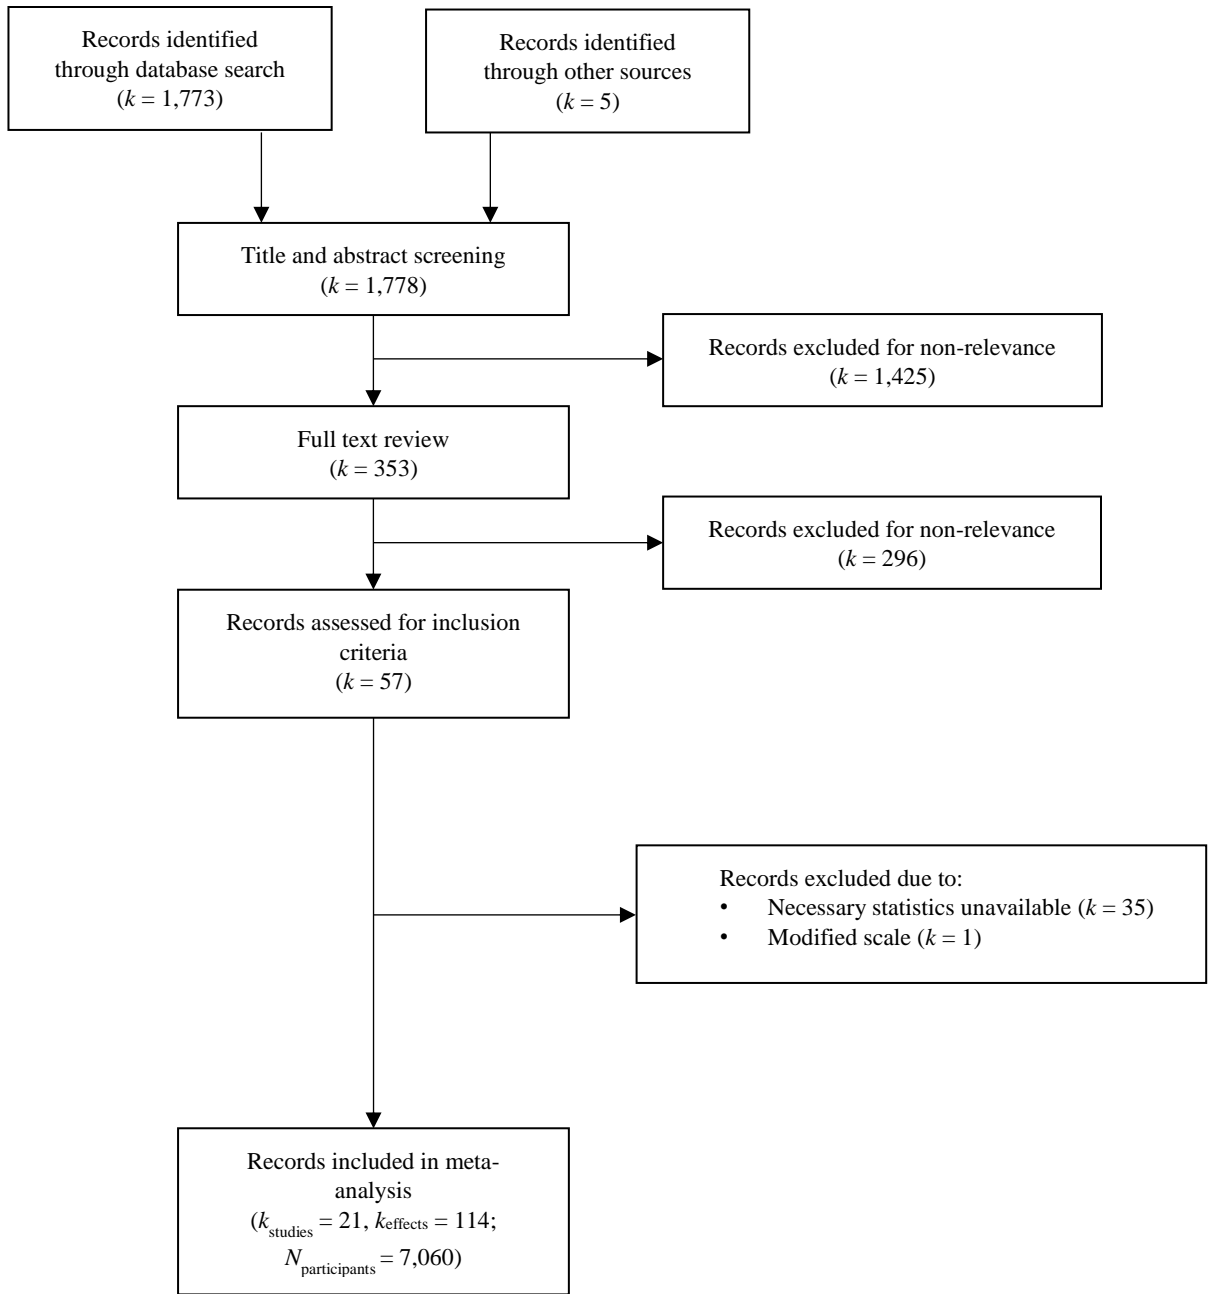 Records identified
through database search
(k = 1,773)
Records identified
through other sources
(k = 5)
Title and abstract screening
(k = 1,778)
Records excluded for non-relevance
(k = 1,425)
Full text review
(k = 353)
Records excluded for non-relevance
(k = 296)
Records assessed for inclusion
criteria
(k = 57)
Records excluded due to:
• Necessary statistics unavailable (k = 35)
• Modified scale (k = 1)
Records included in meta-
analysis
(kstudies = 21, keffects = 114;
Nparticipants = 7,060)